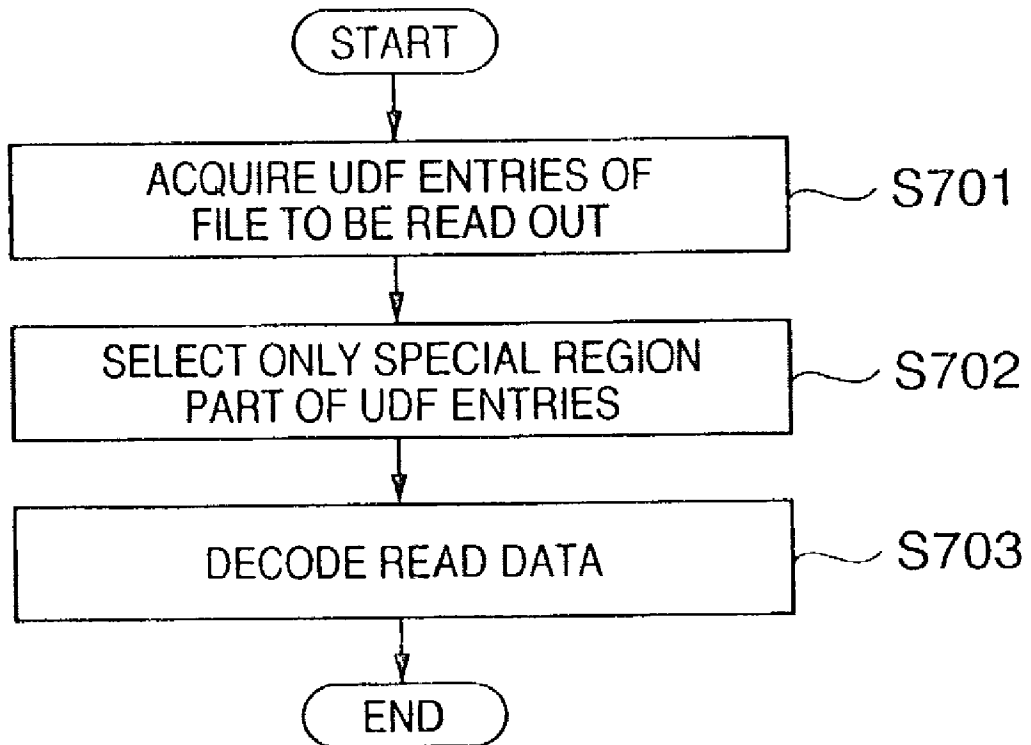 START
ACQUIRE UDF ENTRIES OF
FILE TO BE READ OUT
S701
SELECT ONLY SPECIAL REGION
PART OF UDF ENTRIES
S702
DECODE READ DATA
S703
END